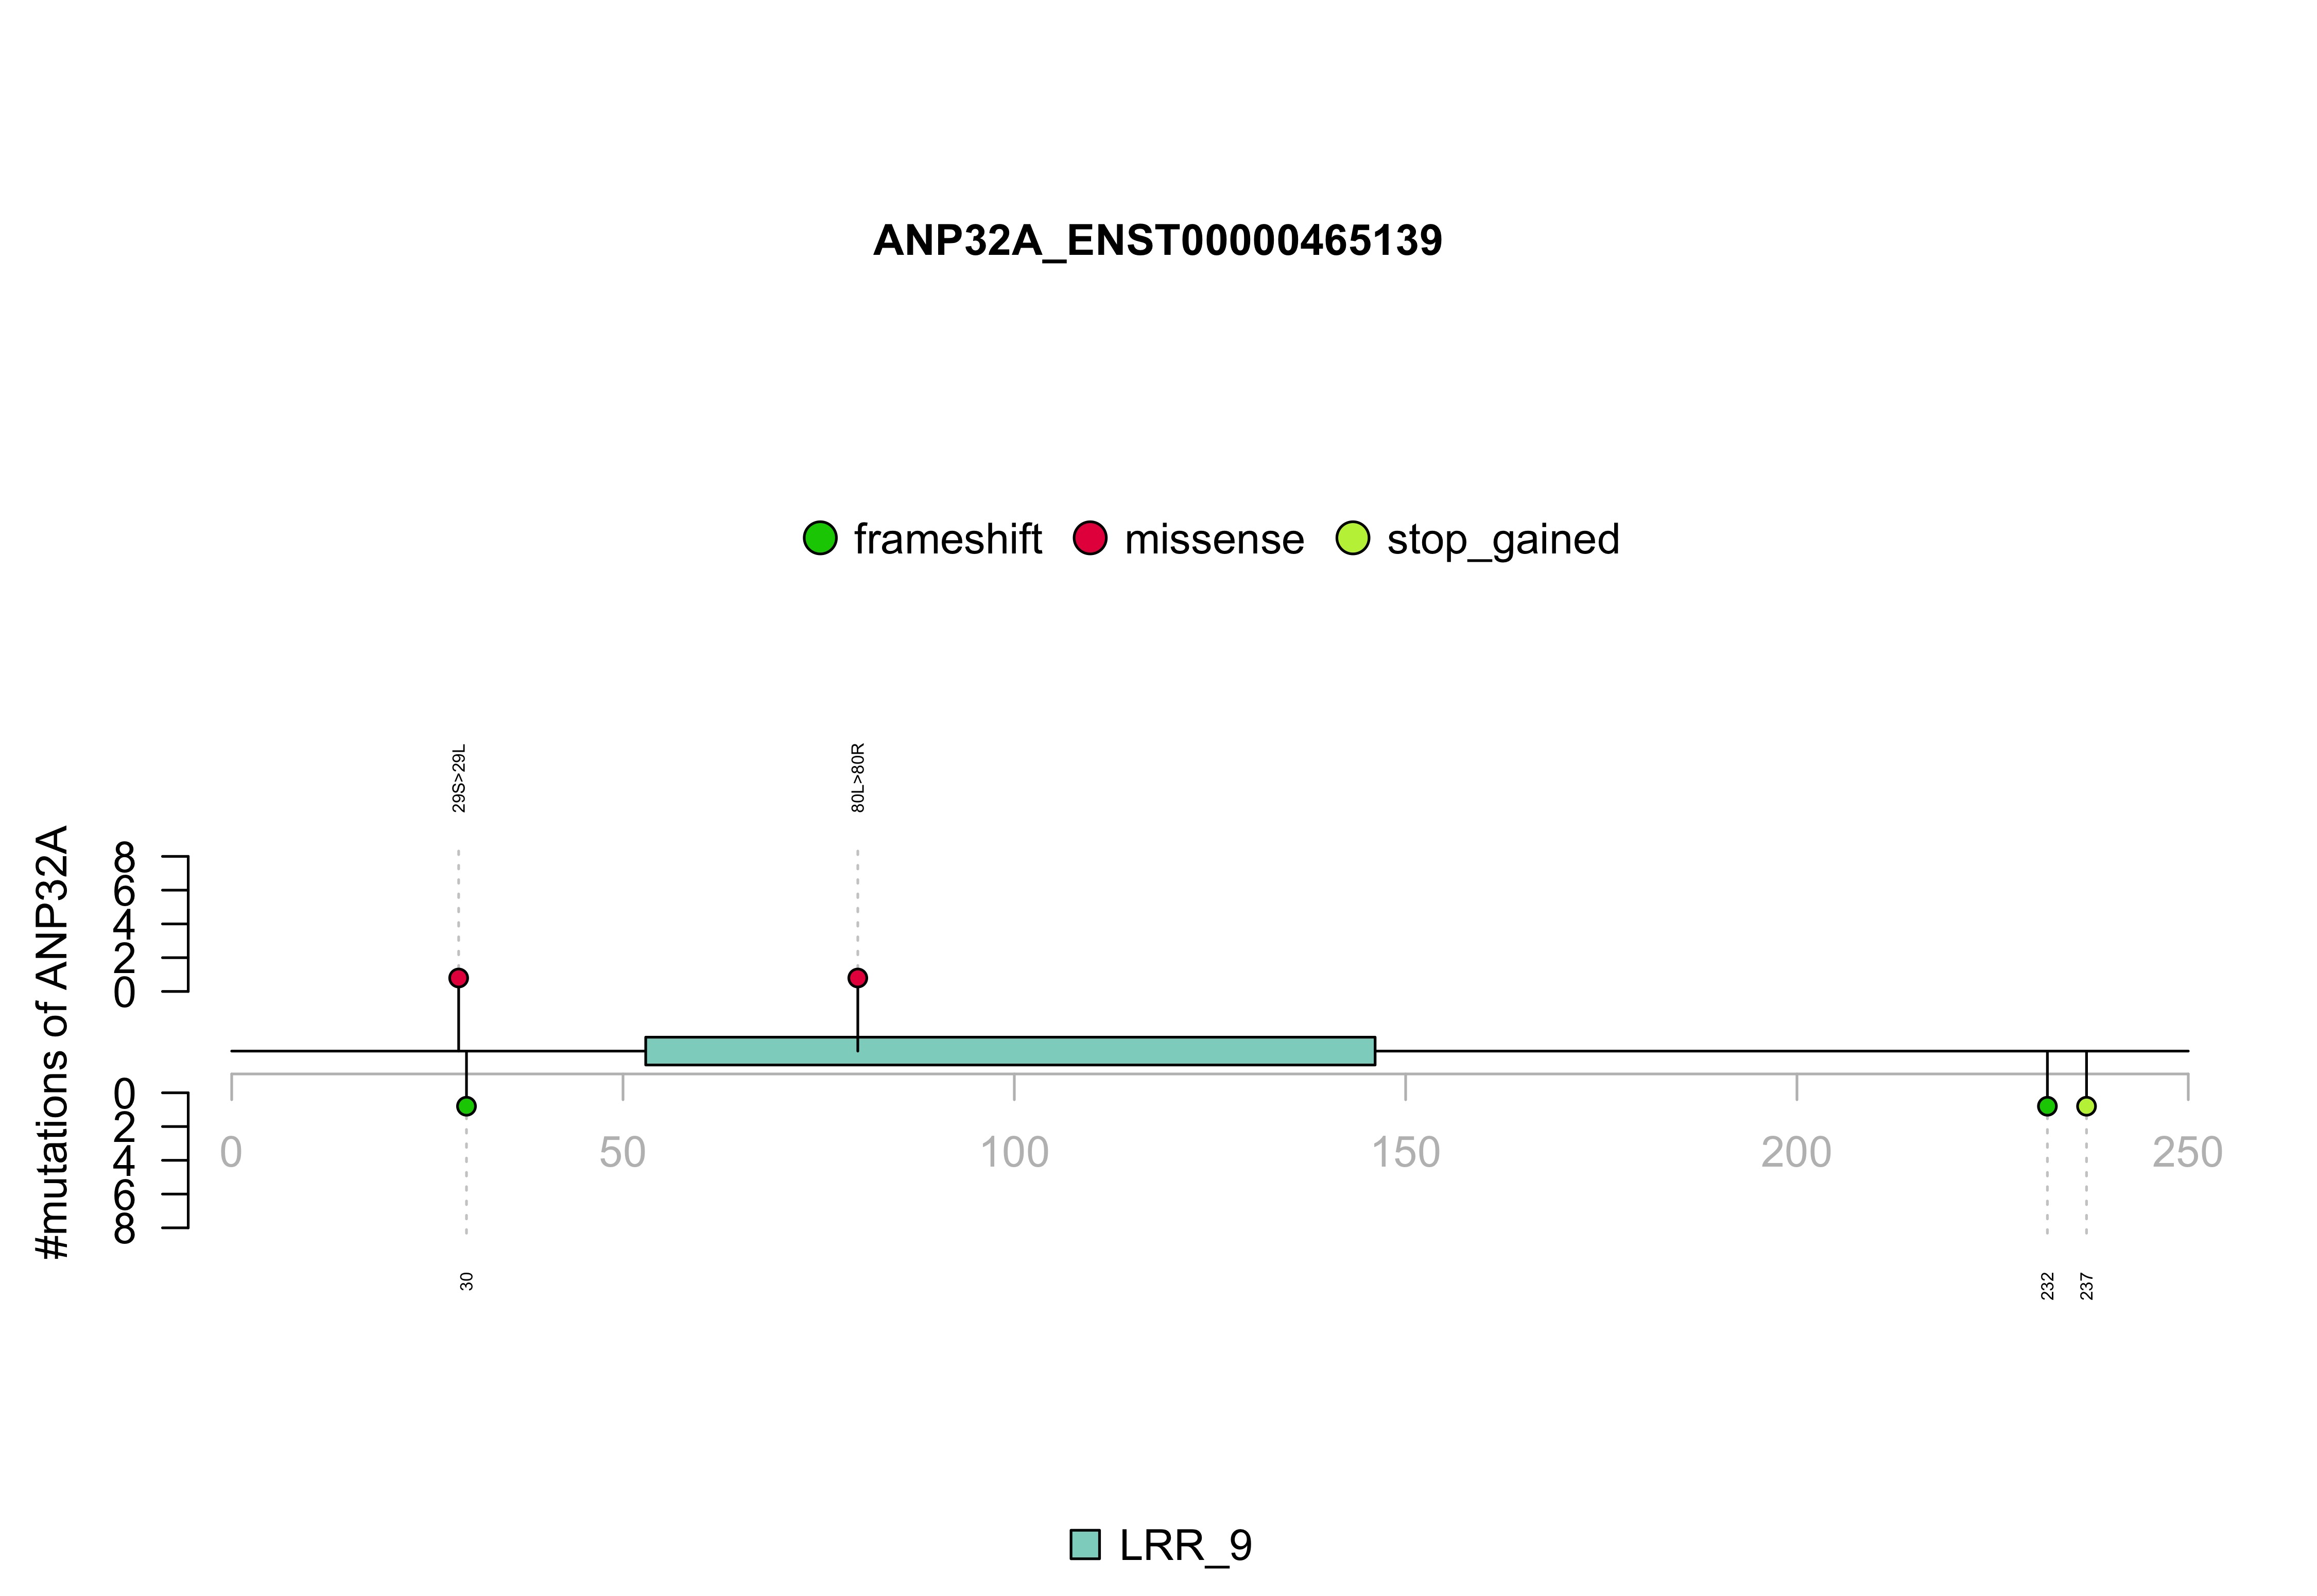 ANP32A_ENST00000465139
frameshift missense stop_gained
29S>29L 80L>80R
#mutations of ANP32A
8
6
4
2
0
0
2
4
6
8
0 50 100 150 200 250
30 232 237
LRR_9